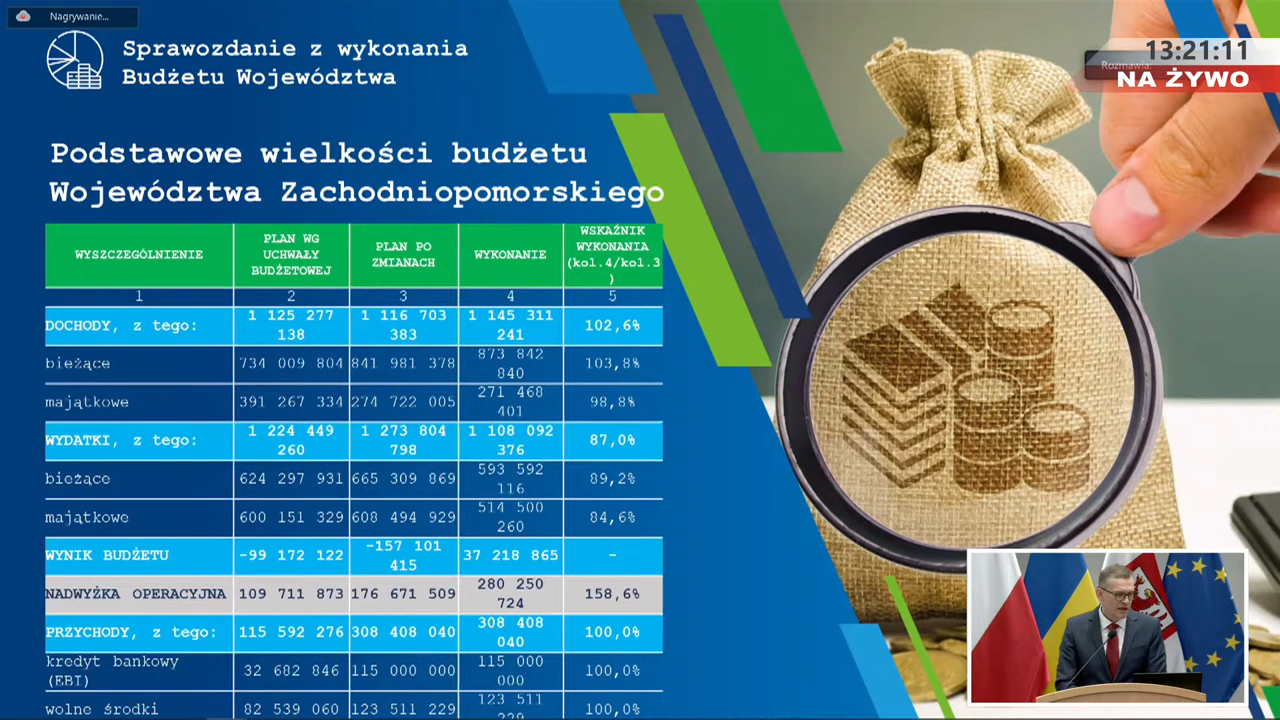 Nagrywanie...
Sprawozdanie z wykonania
Budżetu Województwa
13:21:11
Rozmawia:
NA ŻYWO
Podstawowe wielkości budżetu
Województwa Zachodniopomorskiego
WYSZCZEGÓLNIENIE PLAN WG UCHWAŁY BUDŻETOWEJ PLAN PO ZMIANACH WYKONANIE WSKAŹNIK WYKONANIA (kol.4/kol.3)
1 2 3 4 5
DOCHODY, z tego: 1 125 277 138 1 116 703 383 1 145 311 241 102,6%
bieżące 734 009 804 841 981 378 873 842 840 103,8%
majątkowe 391 267 334 274 722 005 271 468 401 98,8%
WYDATKI, z tego: 1 224 449 260 1 273 804 798 1 108 092 376 87,0%
bieżące 624 297 931 665 309 869 593 592 116 89,2%
majątkowe 600 151 329 608 494 929 514 500 260 84,6%
WYNIK BUDŻETU -99 172 122 -157 101 415 37 218 865 -
NADWYŻKA OPERACYJNA 109 711 873 176 671 509 280 250 724 158,6%
PRZYCHODY, z tego: 115 592 276 308 408 040 308 408 040 100,0%
kredyt bankowy (EBI) 32 682 846 115 000 000 115 000 000 100,0%
wolne środki 82 539 060 123 511 229 123 511 229 100,0%